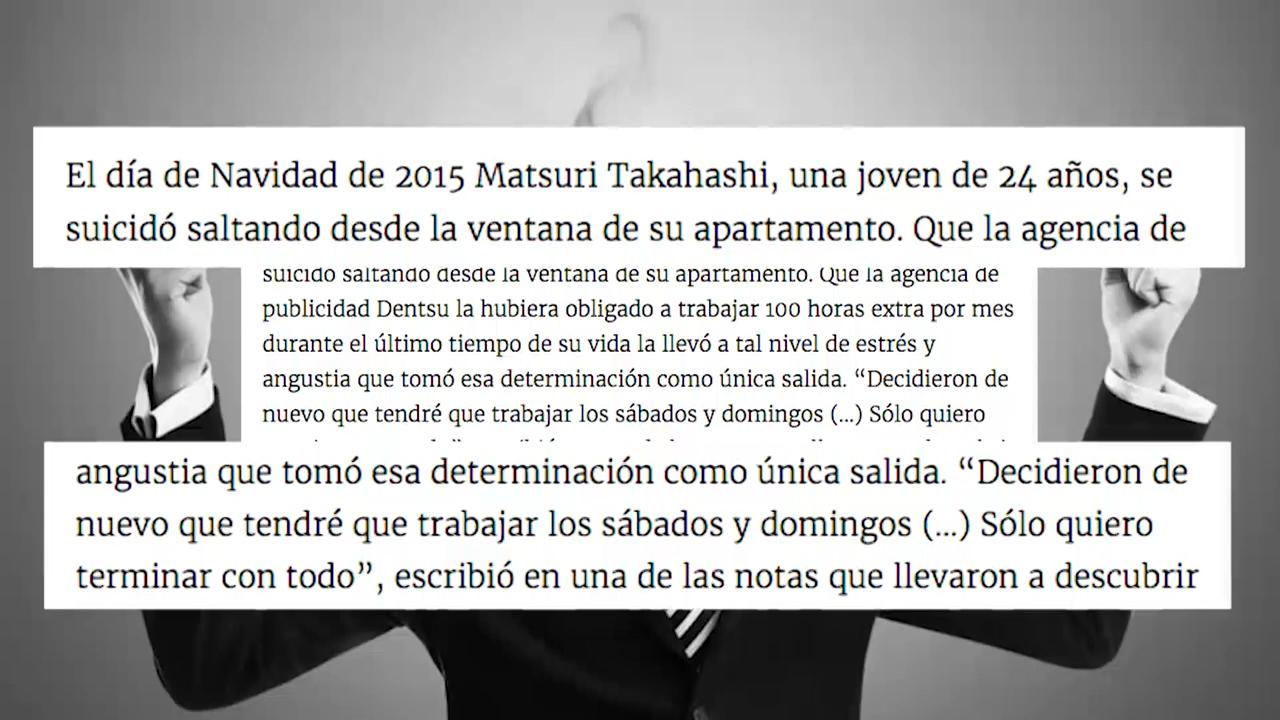 El día de Navidad de 2015 Matsuri Takahashi, una joven de 24 años, se
suicidó saltando desde la ventana de su apartamento. Que la agencia de
suicidó saltando desde la ventana de su apartamento. Que la agencia de
publicidad Dentsu la hubiera obligado a trabajar 100 horas extra por mes
durante el último tiempo de su vida la llevó a tal nivel de estrés y
angustia que tomó esa determinación como única salida. “Decidieron de
nuevo que tendré que trabajar los sábados y domingos (...) Sólo quiero
angustia que tomó esa determinación como única salida. “Decidieron de
nuevo que tendré que trabajar los sábados y domingos (...) Sólo quiero
terminar con todo”, escribió en una de las notas que llevaron a descubrir